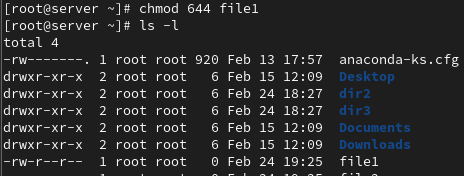 [root@server ~]# chmod 644 file1
[root@server ~]# ls -l
total 4
-rw-------. 1 root root 920 Feb 13 17:57 anaconda-ks.cfg
drwxr-xr-x  2 root root   6 Feb 15 12:09 Desktop
drwxr-xr-x  2 root root   6 Feb 24 18:27 dir2
drwxr-xr-x  2 root root   6 Feb 24 18:27 dir3
drwxr-xr-x  2 root root   6 Feb 15 12:09 Documents
drwxr-xr-x  2 root root   6 Feb 15 12:09 Downloads
-rw-r--r--  1 root root   0 Feb 24 19:25 file1